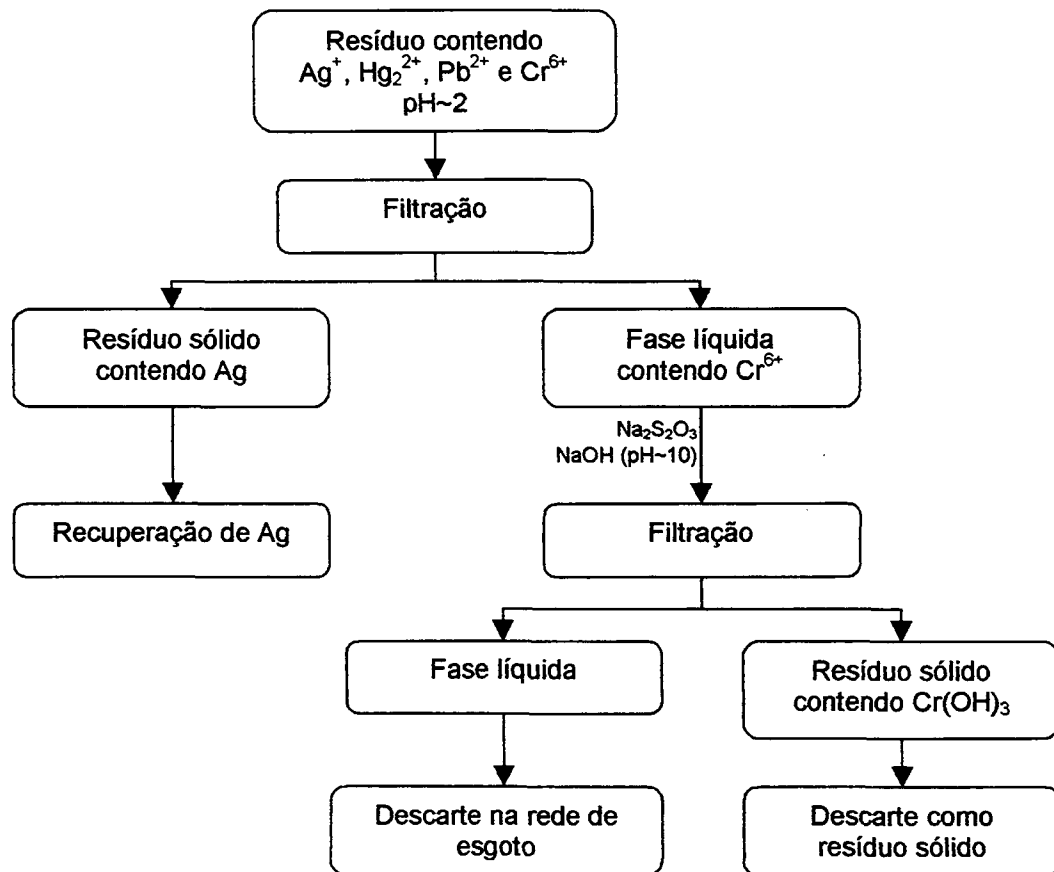 Resíduo contendo
Ag⁺, Hg₂²⁺, Pb²⁺ e Cr⁶⁺
pH~2
Filtração
Resíduo sólido
contendo Ag
Fase líquida
contendo Cr⁶⁺
Na₂S₂O₃
NaOH (pH~10)
Recuperação de Ag
Filtração
Fase líquida
Resíduo sólido
contendo Cr(OH)₃
Descarte na rede de
esgoto
Descarte como
resíduo sólido